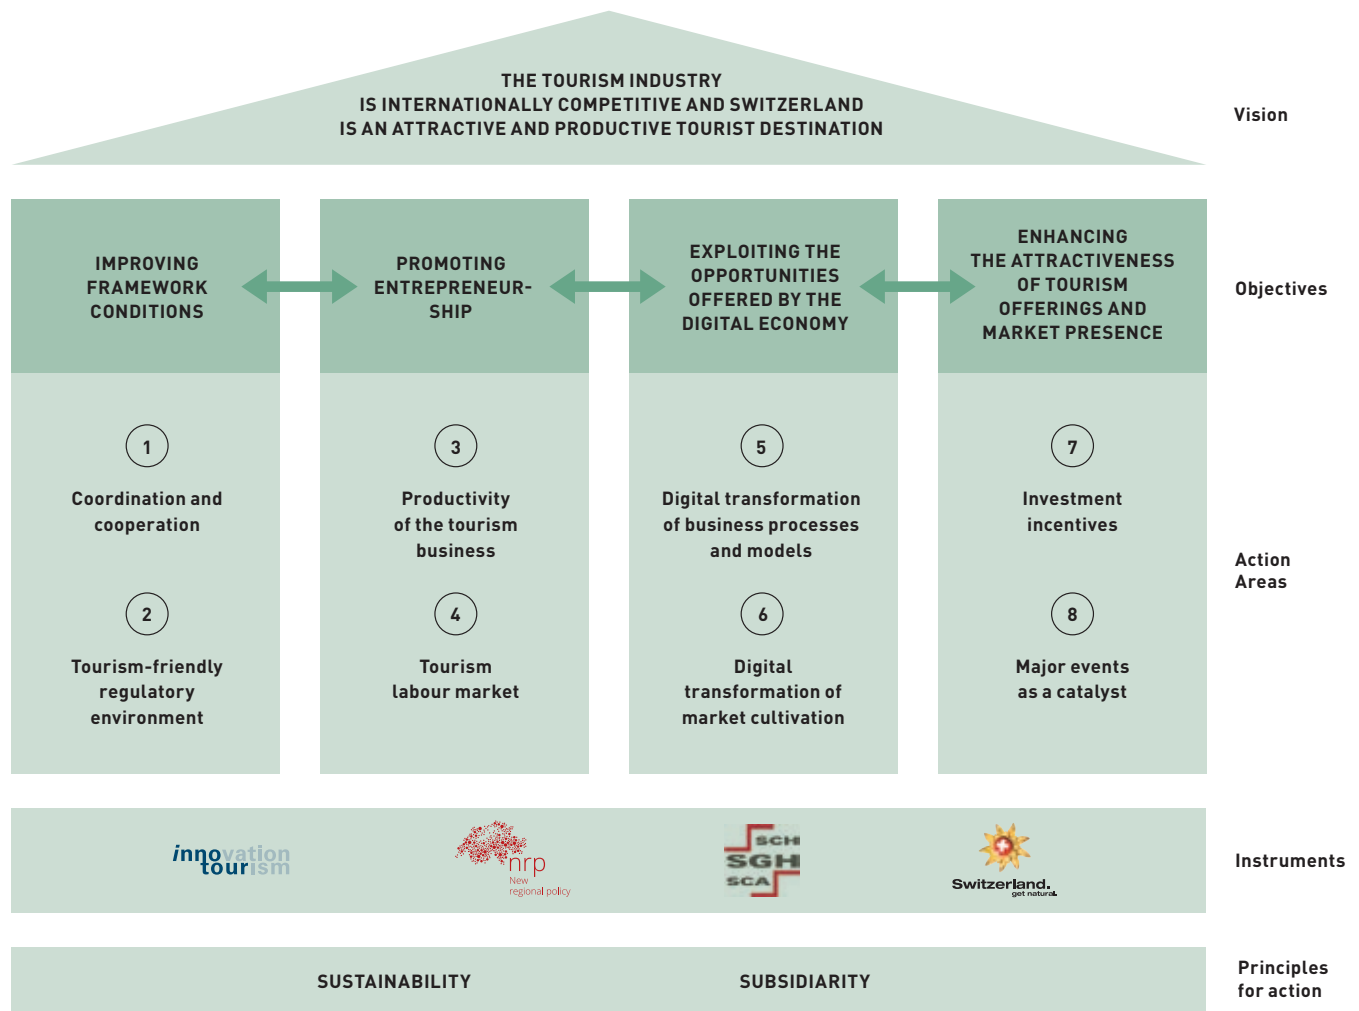 THE TOURISM INDUSTRY
IS INTERNATIONALLY COMPETITIVE AND SWITZERLAND
IS AN ATTRACTIVE AND PRODUCTIVE TOURIST DESTINATION
Vision
IMPROVING
FRAMEWORK
CONDITIONS
PROMOTING
ENTREPRENEUR-
SHIP
EXPLOITING THE
OPPORTUNITIES
OFFERED BY THE
DIGITAL ECONOMY
ENHANCING
THE ATTRACTIVENESS
OF TOURISM
OFFERINGS AND
MARKET PRESENCE
Objectives
1
Coordination and
cooperation
2
Tourism-friendly
regulatory
environment
3
Productivity
of the tourism
business
4
Tourism
labour market
5
Digital transformation
of business processes
and models
6
Digital
transformation of
market cultivation
7
Investment
incentives
8
Major events
as a catalyst
Action
Areas
innovation
tourism
nrp
New
regional policy
SCH
SGH
SCA
Switzerland.
get natural.
Instruments
SUSTAINABILITY
SUBSIDIARITY
Principles
for action